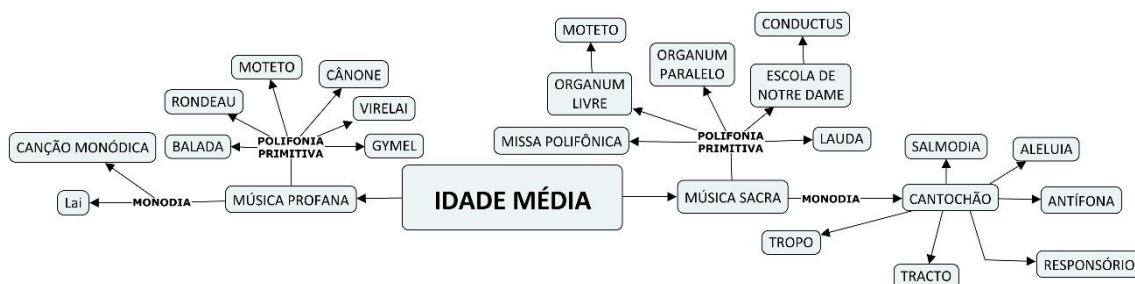 CONDUCTUS
MOTETO
ORGANUM
PARALELO
MOTETO
CÂNONE
ORGANUM
LIVRE
ESCOLA DE
NOTRE DAME
RONDEAU
VIRELAI
POLIFONIA
PRIMITIVA
POLIFONIA
PRIMITIVA
CANÇÃO MONÓDICA
BALADA
GYMEL
MISSA POLIFÔNICA
LAUDA
SALMODIA
ALELUIA
IDADE MÉDIA
Lai
MONODIA
MÚSICA PROFANA
MÚSICA SACRA
MONODIA
CANTOCHÃO
ANTÍFONA
TROPO
TRACTO
RESPONSÓRIO